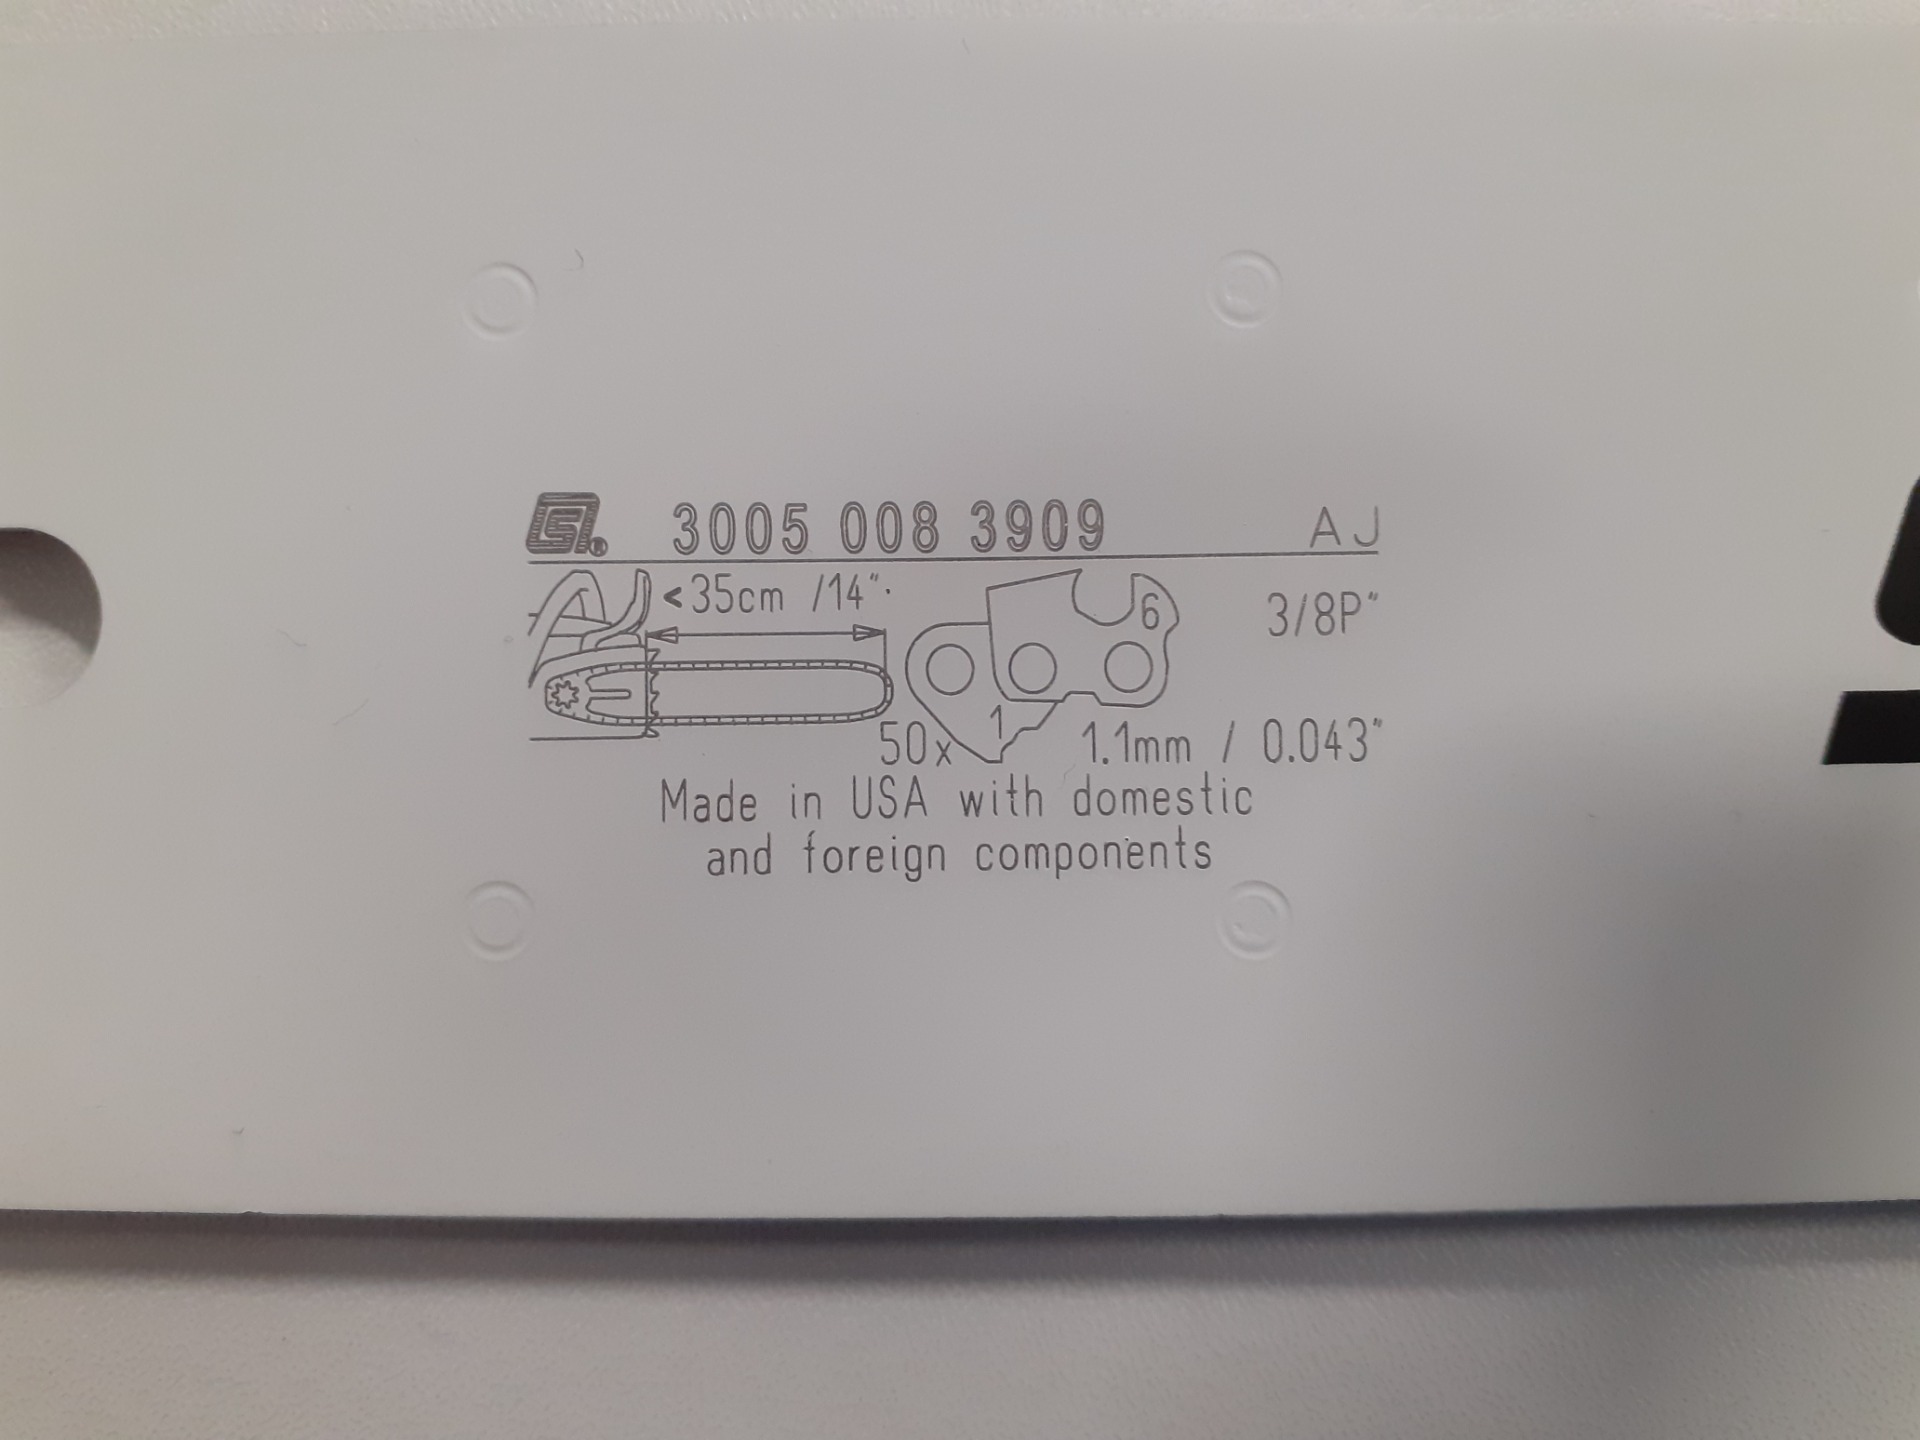 3005 008 3909 AJ
<35cm /14"
6
3/8P"
50x
1
1.1mm / 0.043"
Made in USA with domestic
and foreign components